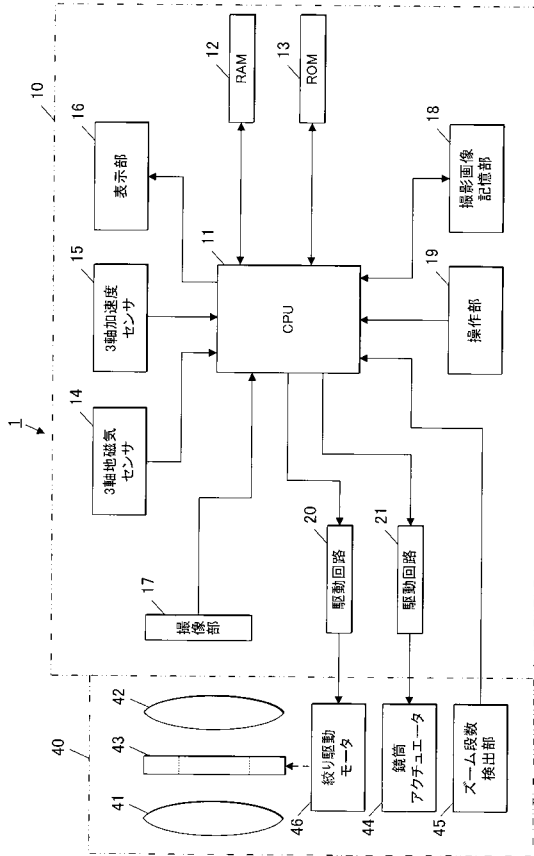 1
10
40
41
43
42
17
撮像部
14
3軸地磁気
センサ
15
3軸加速度
センサ
16
表示部
12
RAM
13
ROM
11
CPU
20
駆動回路
21
駆動回路
46
絞り駆動
モータ
44
鏡筒
アクチュエータ
45
ズーム段数
検出部
19
操作部
18
撮影画像
記憶部